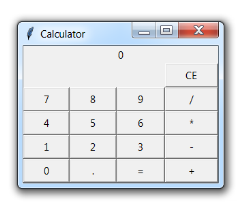 Calculator
0
CE
7 8 9 /
4 5 6 *
1 2 3 -
0 . = +